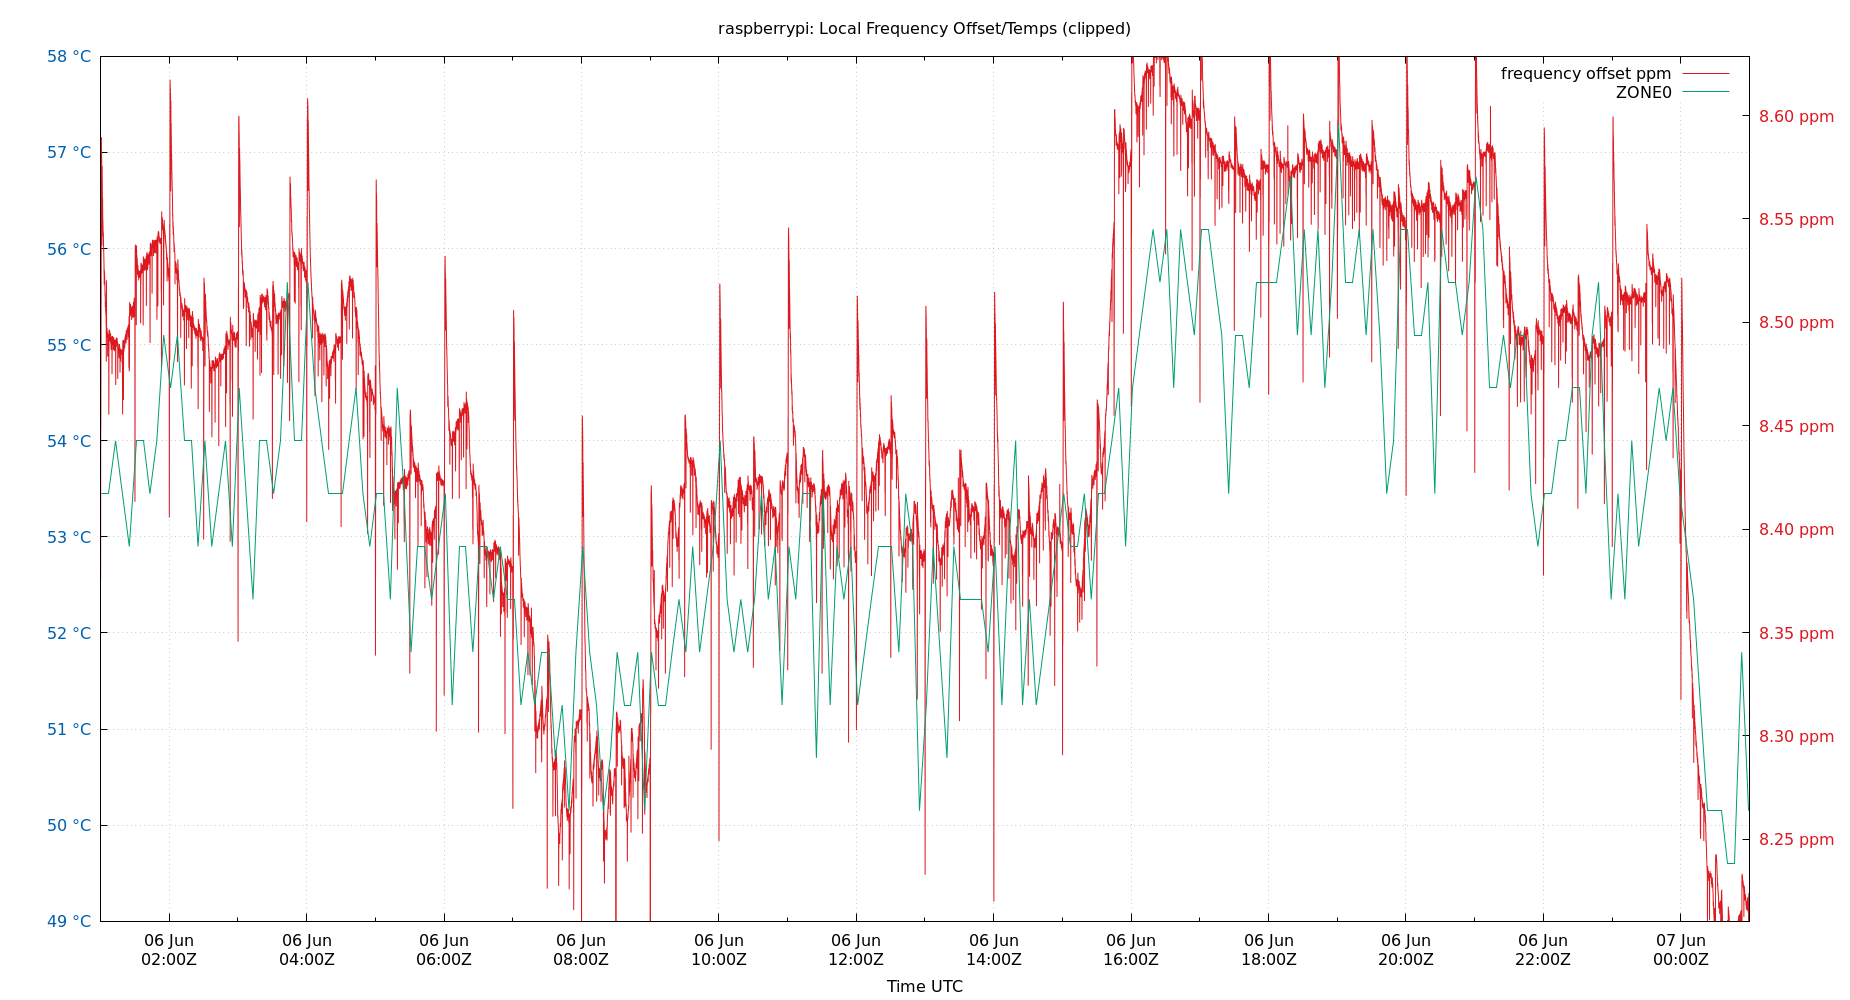 raspberrypi: Local Frequency Offset/Temps (clipped)
frequency offset ppm
ZONE0
58 °C
57 °C
56 °C
55 °C
54 °C
53 °C
52 °C
51 °C
50 °C
49 °C
8.60 ppm
8.55 ppm
8.50 ppm
8.45 ppm
8.40 ppm
8.35 ppm
8.30 ppm
8.25 ppm
06 Jun 06 Jun 06 Jun 06 Jun 06 Jun 06 Jun 06 Jun 06 Jun 06 Jun 06 Jun 06 Jun 07 Jun
02:00Z 04:00Z 06:00Z 08:00Z 10:00Z 12:00Z 14:00Z 16:00Z 18:00Z 20:00Z 22:00Z 00:00Z
Time UTC